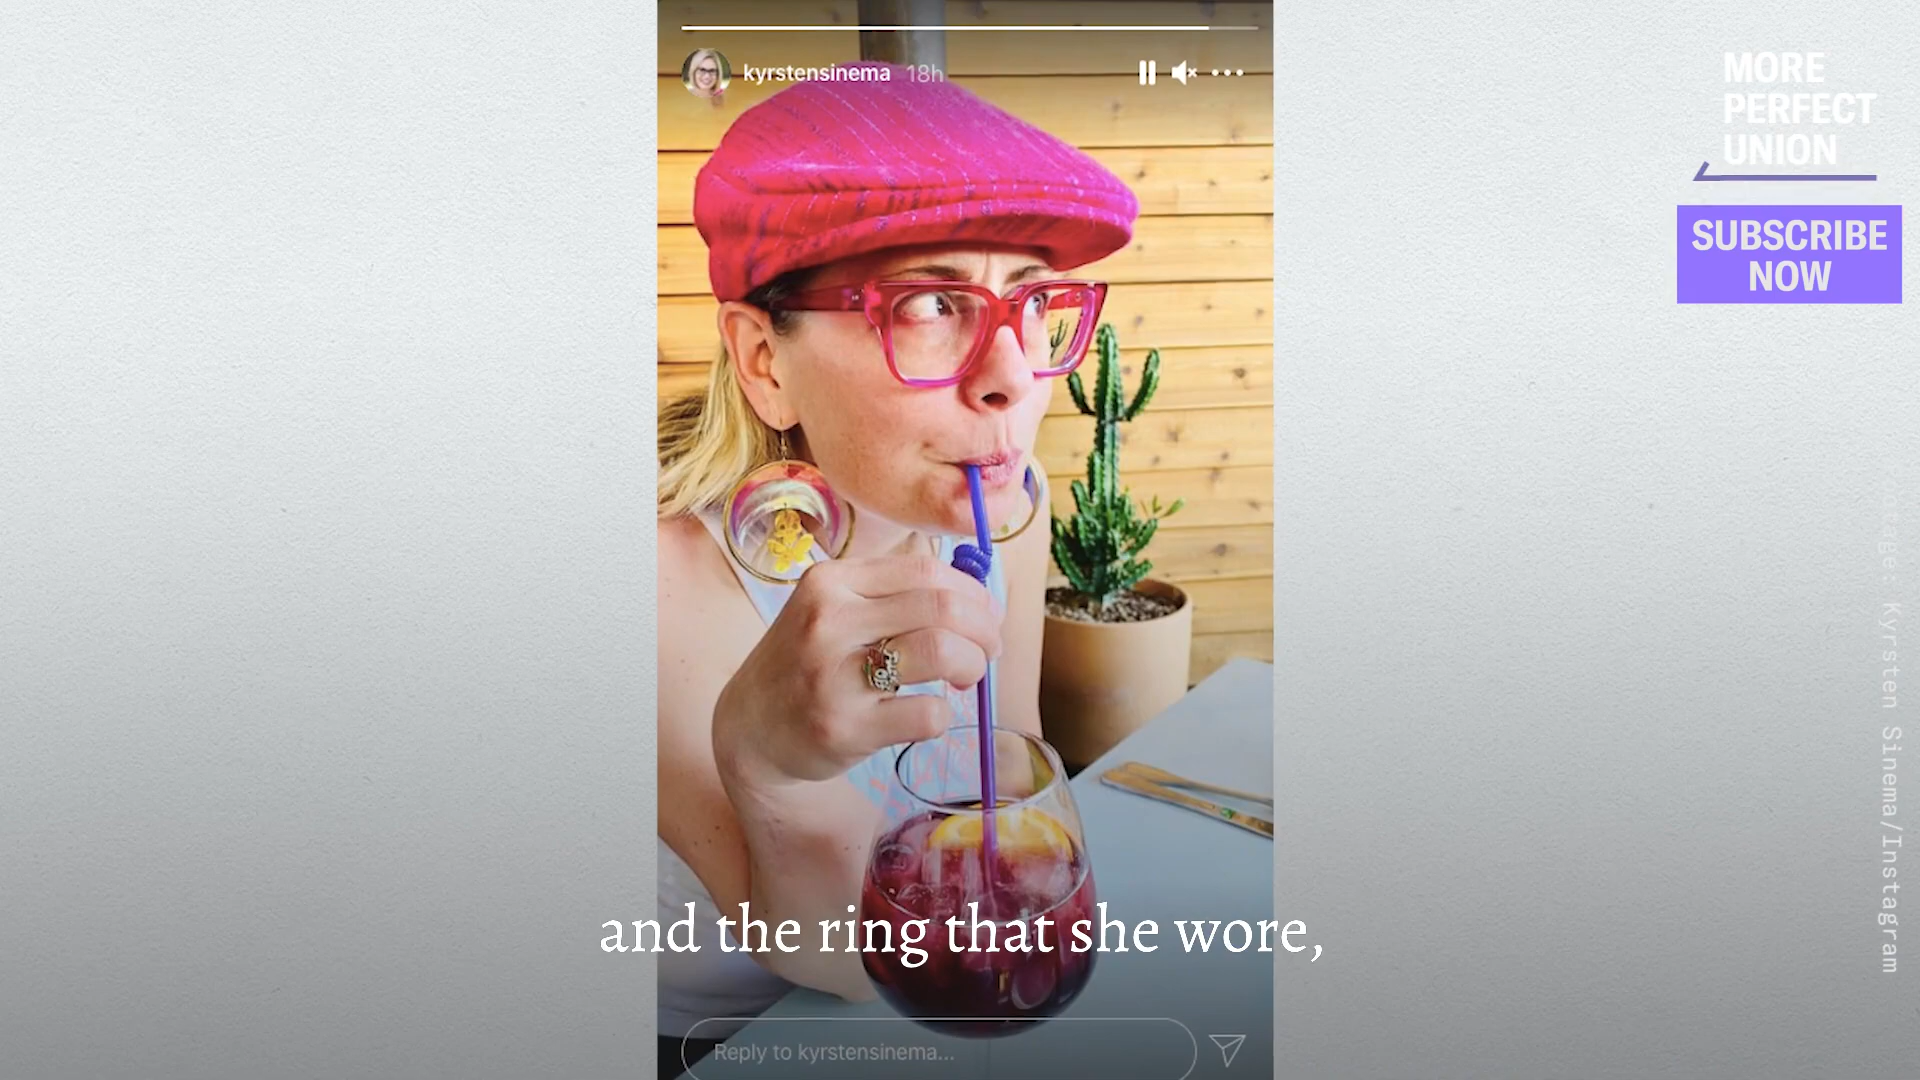 kyrstensinema 18h
MORE
PERFECT
UNION
SUBSCRIBE
NOW
Kyrsten Sinema/Instagram
and the ring that she wore,
Reply to kyrstensinema...